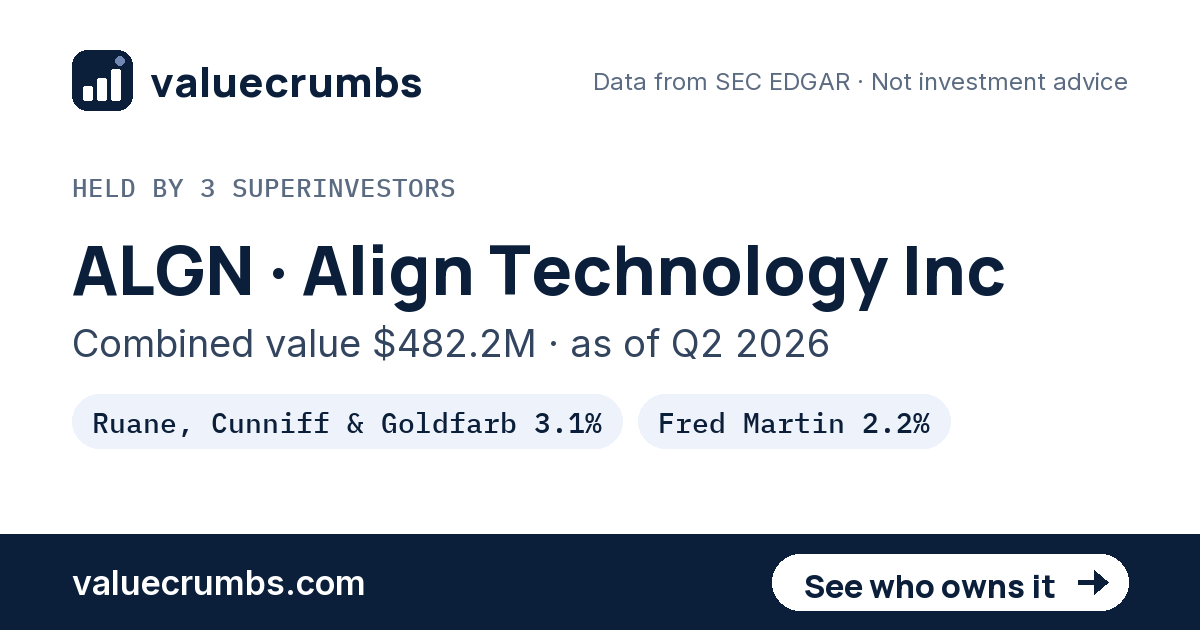 valuecrumbs
Data from SEC EDGAR · Not investment advice
HELD BY 3 SUPERINVESTORS
ALGN · Align Technology Inc
Combined value $482.2M · as of Q2 2026
Ruane, Cunniff & Goldfarb 3.1%
Fred Martin 2.2%
valuecrumbs.com
See who owns it →